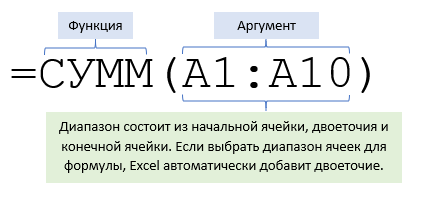 Функция Аргумент
=СУММ(A1:A10)
Диапазон состоит из начальной ячейки, двоеточия и
конечной ячейки. Если выбрать диапазон ячеек для
формулы, Excel автоматически добавит двоеточие.